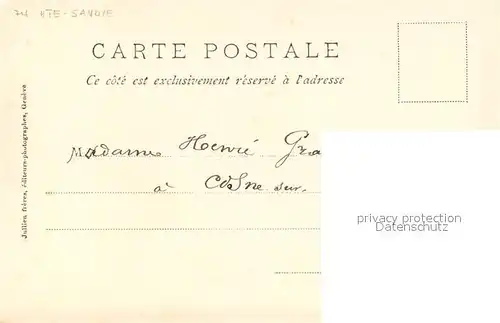 74 HTE-SAVOIE
CARTE POSTALE
Ce côté est exclusivement réservé à l'adresse
Madame Henri Gra
à Cosne sur
Jullien frères, éditeurs-photographes, Genève
privacy protection
Datenschutz